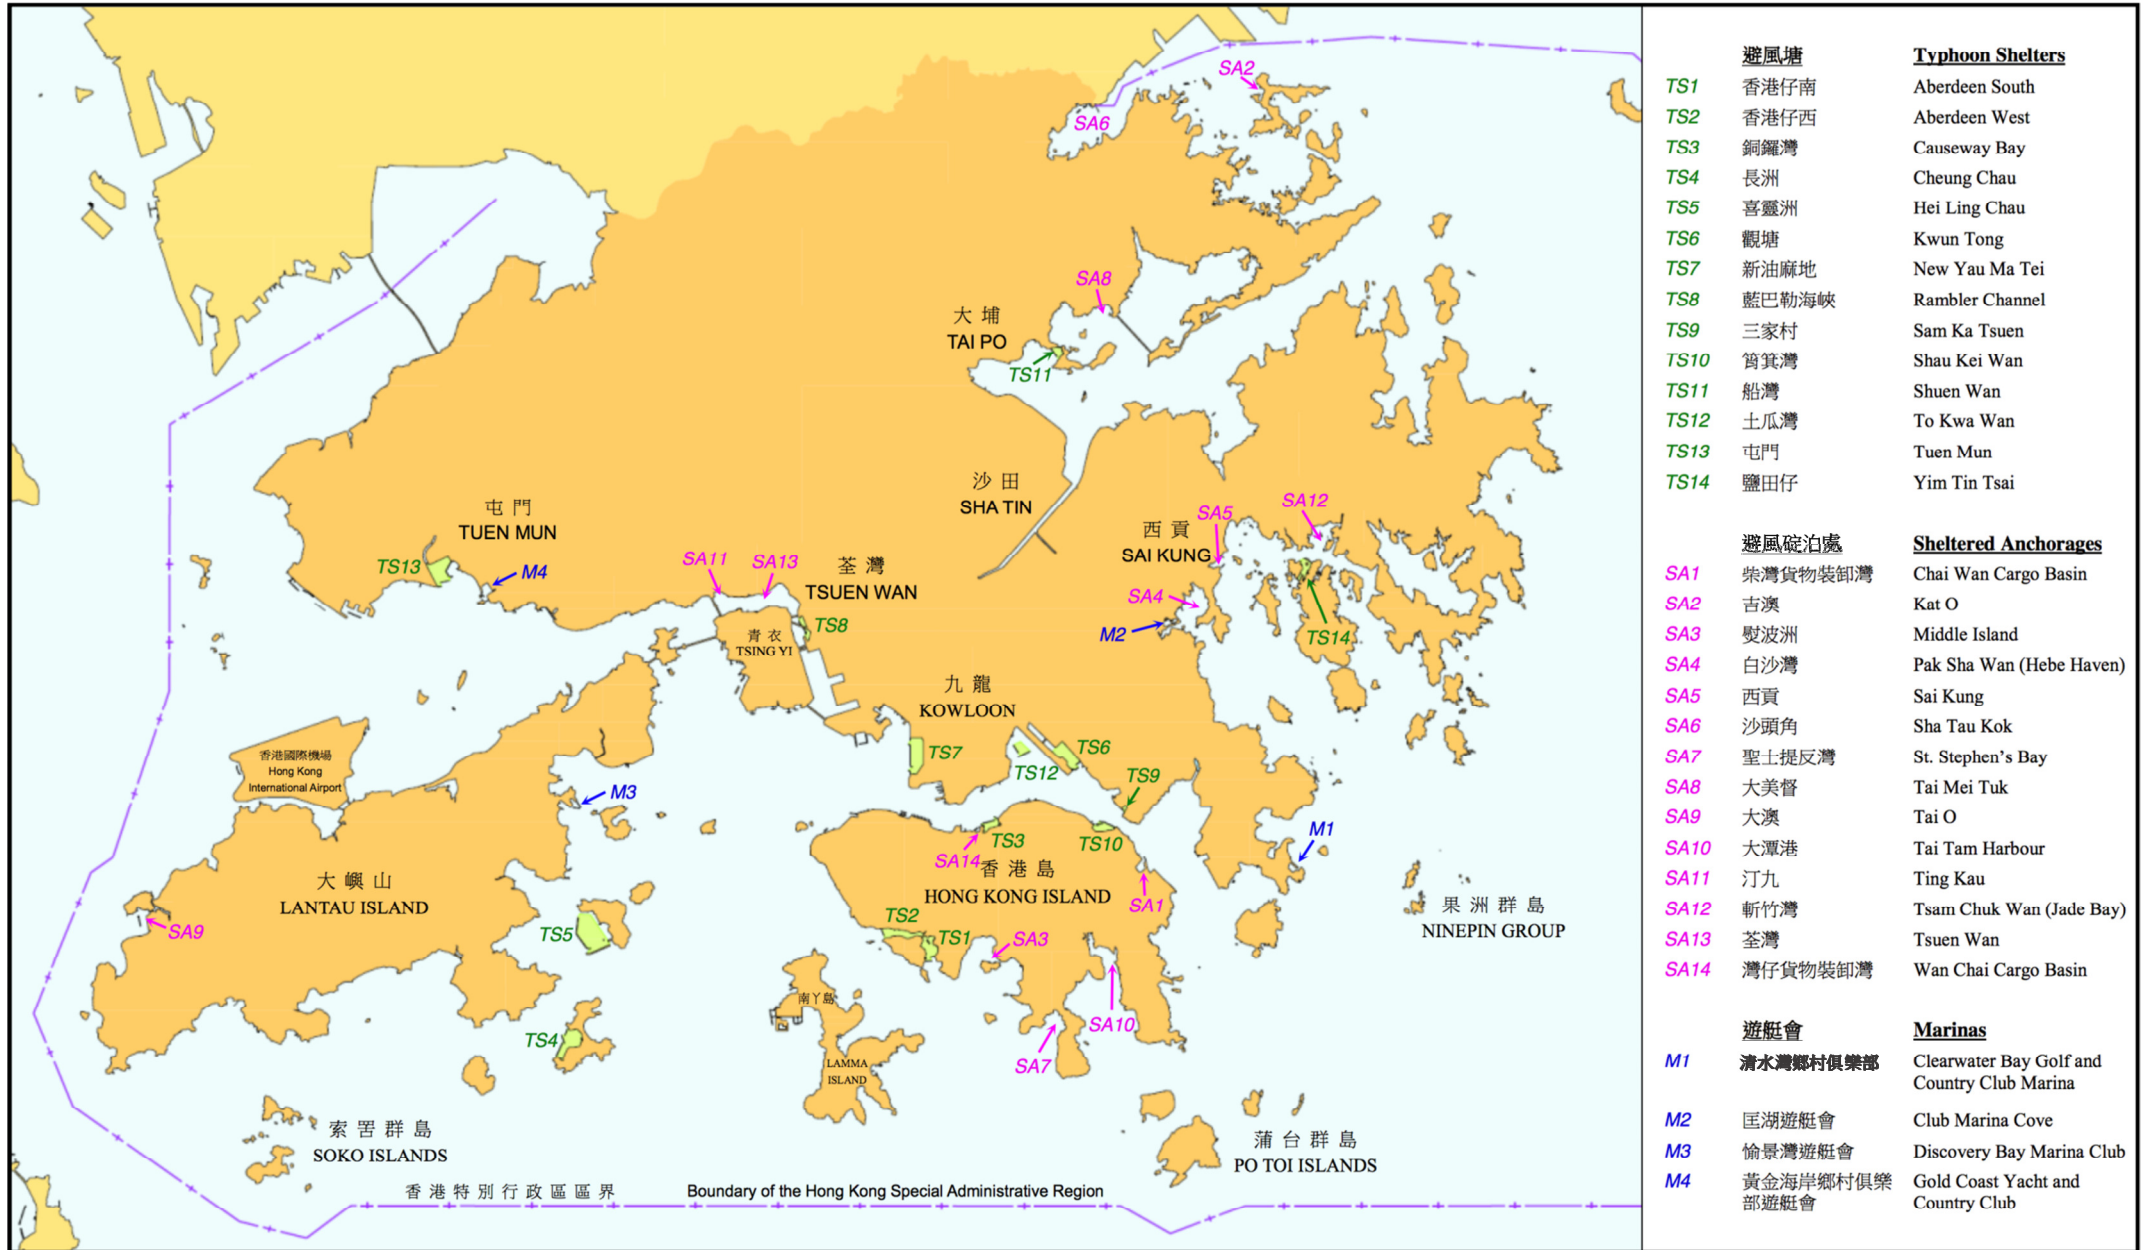 SA2
SA6
SA8
大埔
TAI PO
TS11
沙田
SHA TIN
屯門
TUEN MUN
TS13
M4
SA11
SA13
荃灣
TSUEN WAN
西貢
SAI KUNG
SA5
SA12
SA4
M2
TS14
青衣
TSING YI
TS8
九龍
KOWLOON
TS7
TS12
TS6
TS9
香港國際機場
Hong Kong
International Airport
M3
SA14
TS3
TS10
M1
香港島
HONG KONG ISLAND
SA1
大嶼山
LANTAU ISLAND
SA9
TS5
TS2
TS1
SA3
果洲群島
NINEPIN GROUP
南丫島
LAMMA
ISLAND
SA10
SA7
TS4
索罟群島
SOKO ISLANDS
蒲台群島
PO TOI ISLANDS
香港特別行政區區界 Boundary of the Hong Kong Special Administrative Region
避風塘 Typhoon Shelters
TS1 香港仔南 Aberdeen South
TS2 香港仔西 Aberdeen West
TS3 銅鑼灣 Causeway Bay
TS4 長洲 Cheung Chau
TS5 喜靈洲 Hei Ling Chau
TS6 觀塘 Kwun Tong
TS7 新油麻地 New Yau Ma Tei
TS8 藍巴勒海峽 Rambler Channel
TS9 三家村 Sam Ka Tsuen
TS10 筲箕灣 Shau Kei Wan
TS11 船灣 Shuen Wan
TS12 土瓜灣 To Kwa Wan
TS13 屯門 Tuen Mun
TS14 鹽田仔 Yim Tin Tsai
避風碇泊處 Sheltered Anchorages
SA1 柴灣貨物裝卸灣 Chai Wan Cargo Basin
SA2 吉澳 Kat O
SA3 熨波洲 Middle Island
SA4 白沙灣 Pak Sha Wan (Hebe Haven)
SA5 西貢 Sai Kung
SA6 沙頭角 Sha Tau Kok
SA7 聖士提反灣 St. Stephen's Bay
SA8 大美督 Tai Mei Tuk
SA9 大澳 Tai O
SA10 大潭港 Tai Tam Harbour
SA11 汀九 Ting Kau
SA12 斬竹灣 Tsam Chuk Wan (Jade Bay)
SA13 荃灣 Tsuen Wan
SA14 灣仔貨物裝卸灣 Wan Chai Cargo Basin
遊艇會 Marinas
M1 清水灣鄉村俱樂部 Clearwater Bay Golf and
Country Club Marina
M2 匡湖遊艇會 Club Marina Cove
M3 愉景灣遊艇會 Discovery Bay Marina Club
M4 黃金海岸鄉村俱樂 Gold Coast Yacht and
部遊艇會 Country Club